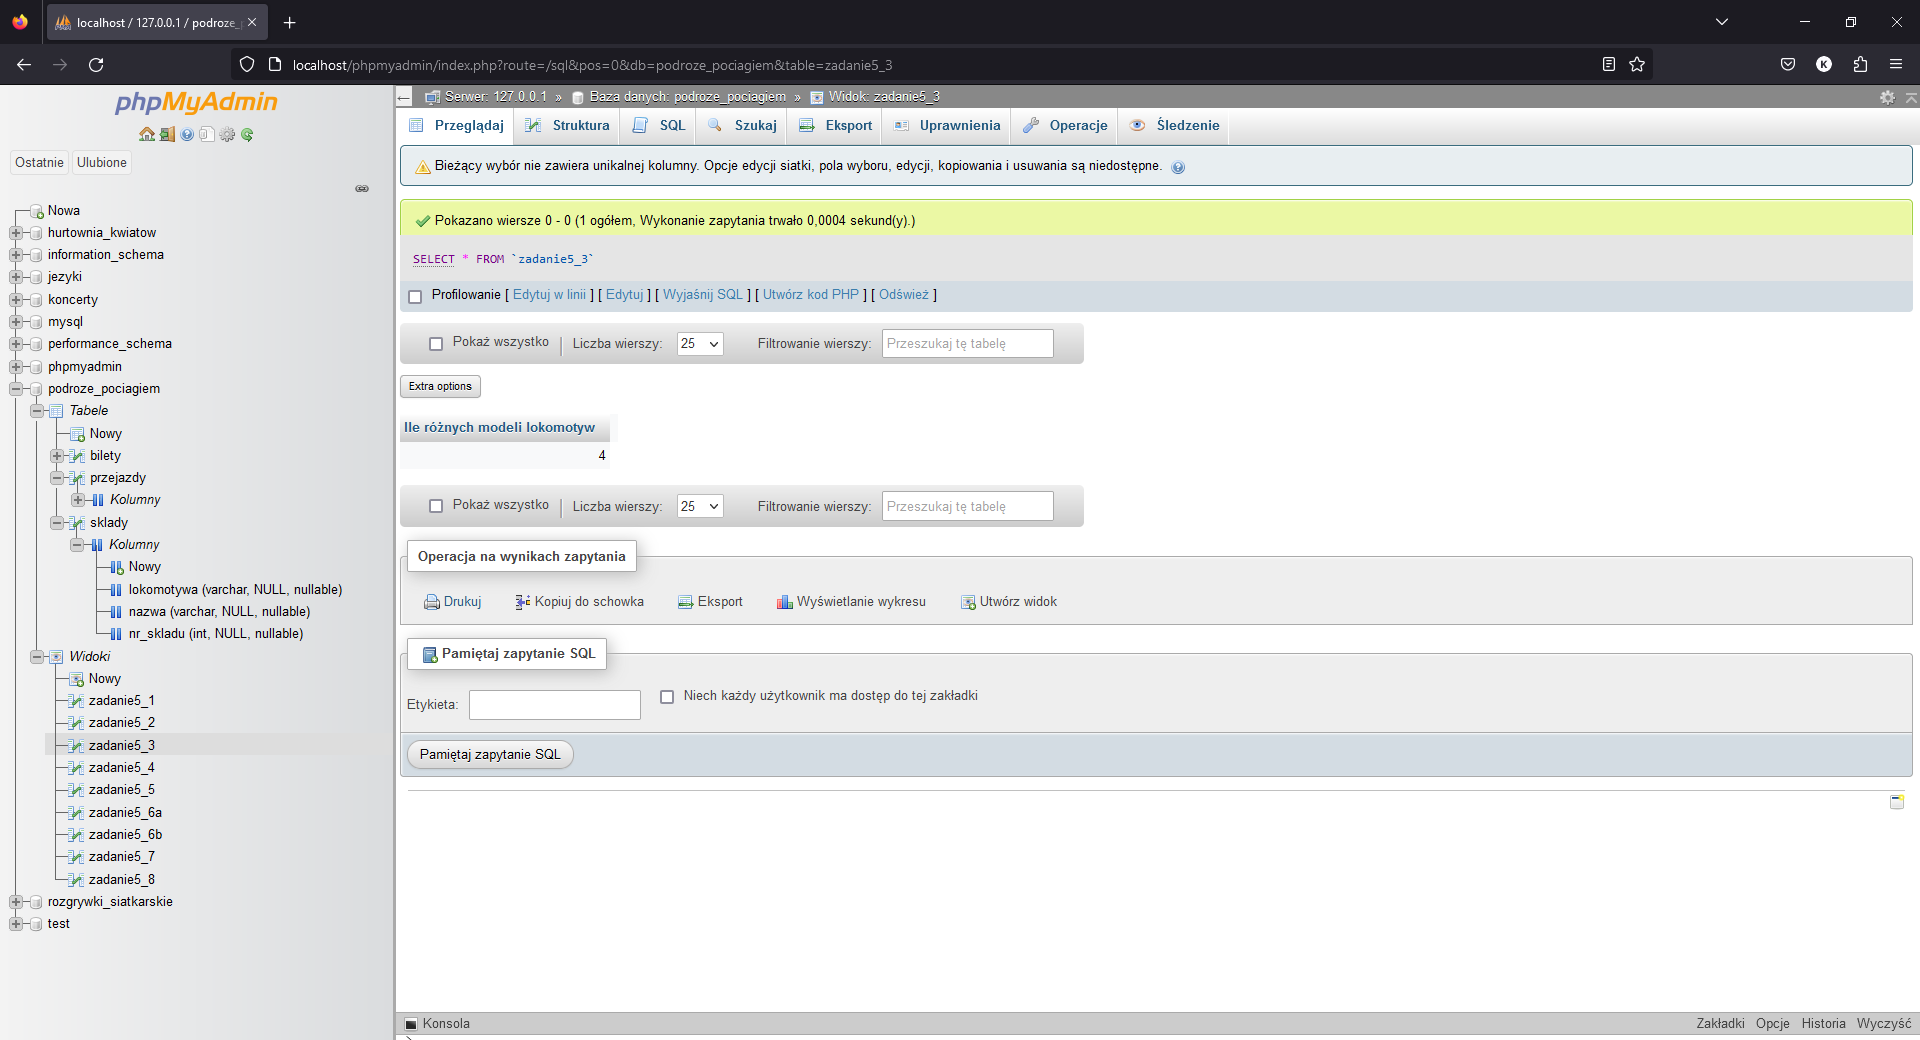 localhost / 127.0.0.1 / podroze_
localhost/phpmyadmin/index.php?route=/sql&pos=0&db=podroze_pociagiem&table=zadanie5_3
K
phpMyAdmin
Ostatnie Ulubione
Nowa
hurtownia_kwiatow
information_schema
jezyki
koncerty
mysql
performance_schema
phpmyadmin
podroze_pociagiem
Tabele
Nowy
bilety
przejazdy
Kolumny
sklady
Kolumny
Nowy
lokomotywa (varchar, NULL, nullable)
nazwa (varchar, NULL, nullable)
nr_skladu (int, NULL, nullable)
Widoki
Nowy
zadanie5_1
zadanie5_2
zadanie5_3
zadanie5_4
zadanie5_5
zadanie5_6a
zadanie5_6b
zadanie5_7
zadanie5_8
rozgrywki_siatkarskie
test
Serwer: 127.0.0.1 » Baza danych: podroze_pociagiem » Widok: zadanie5_3
Przeglądaj Struktura SQL Szukaj Eksport Uprawnienia Operacje Śledzenie
Bieżący wybór nie zawiera unikalnej kolumny. Opcje edycji siatki, pola wyboru, edycji, kopiowania i usuwania są niedostępne.
Pokazano wiersze 0 - 0 (1 ogółem, Wykonanie zapytania trwało 0,0004 sekund(y).)
SELECT * FROM `zadanie5_3`
Profilowanie [ Edytuj w linii ] [ Edytuj ] [ Wyjaśnij SQL ] [ Utwórz kod PHP ] [ Odśwież ]
Pokaż wszystko | Liczba wierszy: 25 Filtrowanie wierszy: Przeszukaj tę tabelę
Extra options
Ile różnych modeli lokomotyw
4
Pokaż wszystko | Liczba wierszy: 25 Filtrowanie wierszy: Przeszukaj tę tabelę
Operacja na wynikach zapytania
Drukuj Kopiuj do schowka Eksport Wyświetlanie wykresu Utwórz widok
Pamiętaj zapytanie SQL
Etykieta: Niech każdy użytkownik ma dostęp do tej zakładki
Pamiętaj zapytanie SQL
Konsola Zakładki Opcje Historia Wyczyść